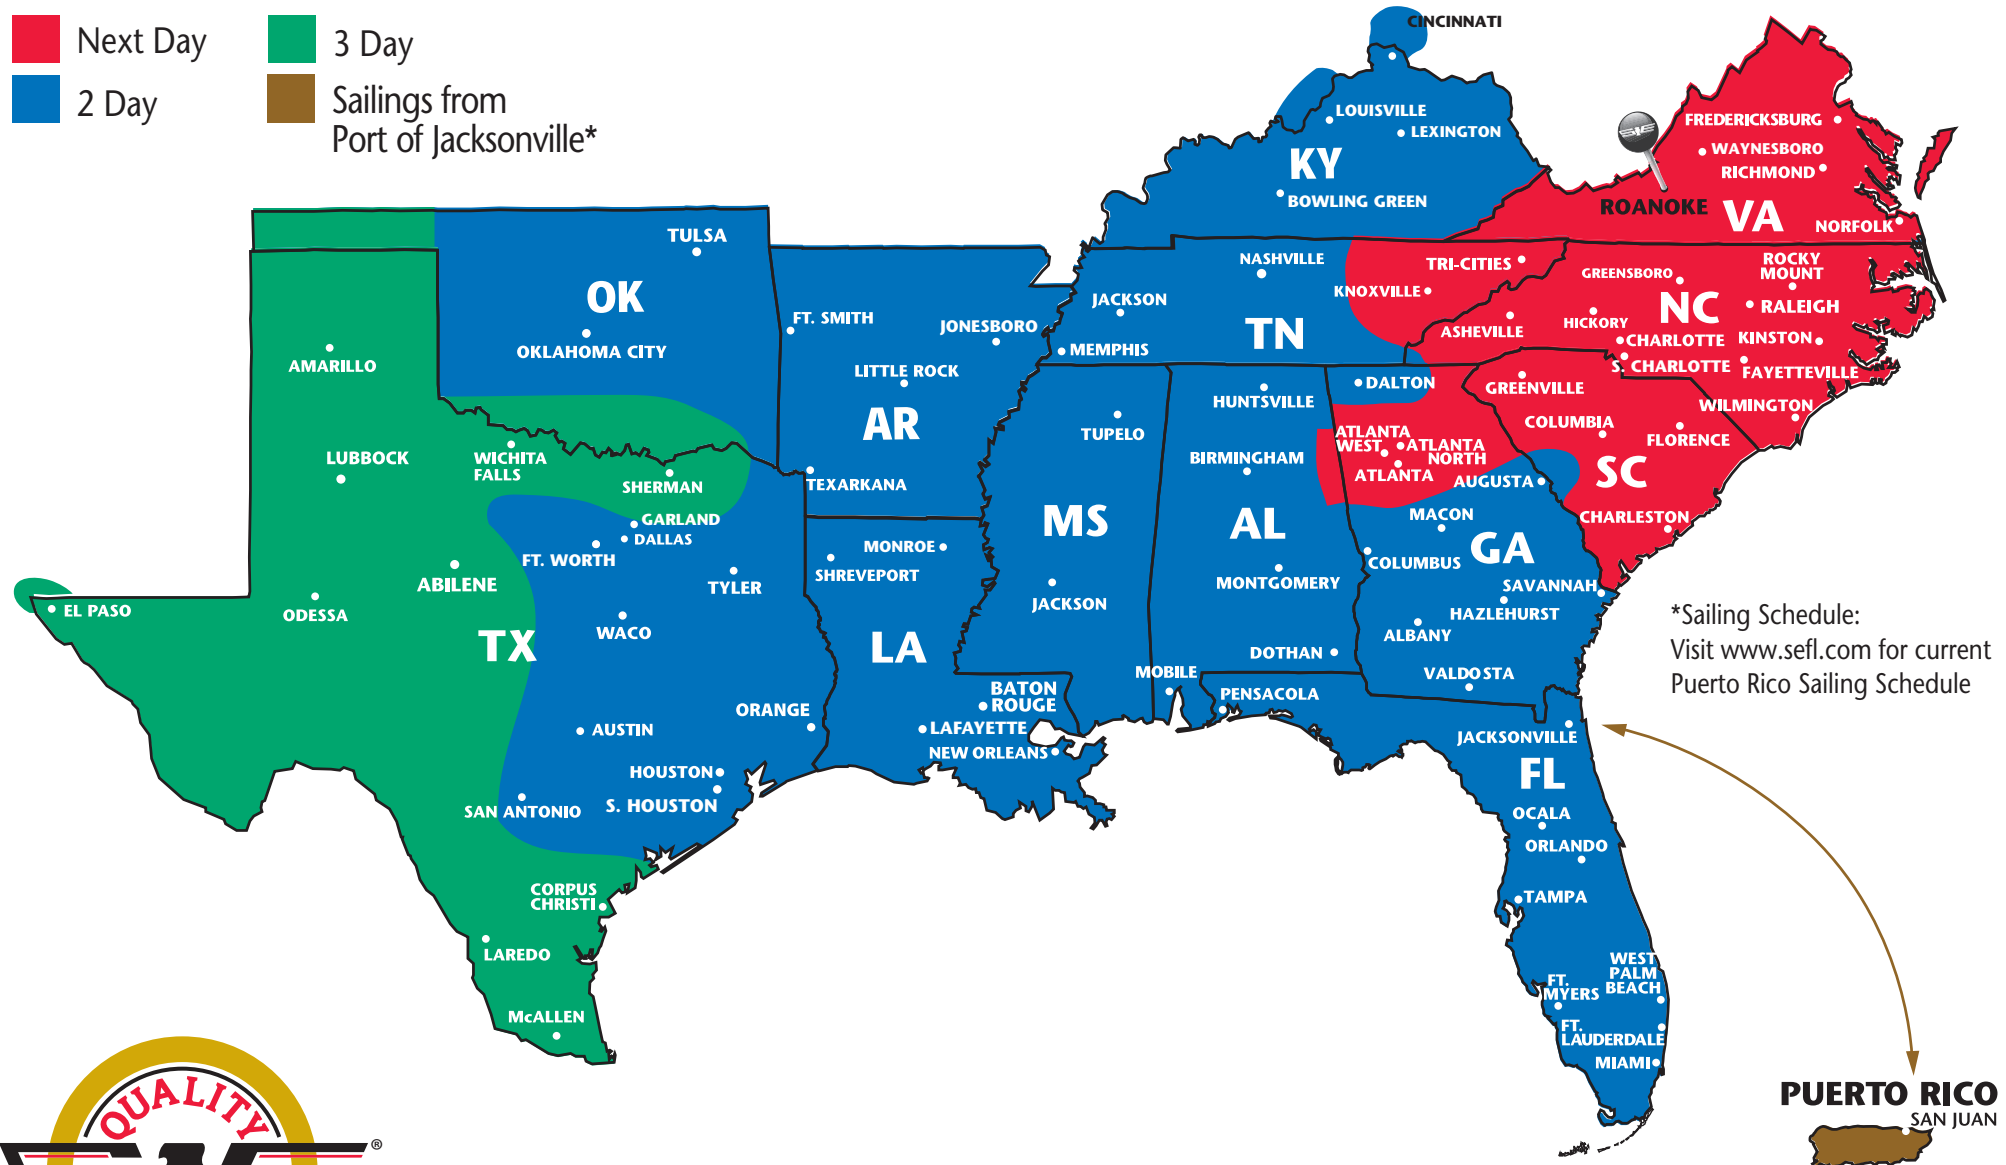 Next Day
3 Day
2 Day
Sailings from
Port of Jacksonville*
CINCINNATI
LOUISVILLE
LEXINGTON
KY
BOWLING GREEN
FREDERICKSBURG
WAYNESBORO
RICHMOND
ROANOKE
VA
NORFOLK
TULSA
OK
OKLAHOMA CITY
FT. SMITH
JONESBORO
LITTLE ROCK
AR
TEXARKANA
NASHVILLE
JACKSON
TN
MEMPHIS
TRI-CITIES
KNOXVILLE
GREENSBORO
ROCKY
MOUNT
NC
RALEIGH
ASHEVILLE
HICKORY
CHARLOTTE
KINSTON
S. CHARLOTTE
FAYETTEVILLE
WILMINGTON
GREENVILLE
COLUMBIA
FLORENCE
SC
CHARLESTON
AMARILLO
LUBBOCK
WICHITA
FALLS
SHERMAN
GARLAND
DALLAS
FT. WORTH
TYLER
ABILENE
EL PASO
ODESSA
WACO
TX
AUSTIN
ORANGE
HOUSTON
S. HOUSTON
SAN ANTONIO
CORPUS
CHRISTI
LAREDO
McALLEN
MONROE
SHREVEPORT
LA
BATON
ROUGE
LAFAYETTE
NEW ORLEANS
TUPELO
MS
JACKSON
HUNTSVILLE
BIRMINGHAM
AL
MONTGOMERY
DOTHAN
MOBILE
DALTON
ATLANTA
WEST
ATLANTA
NORTH
ATLANTA
AUGUSTA
MACON
GA
COLUMBUS
SAVANNAH
HAZLEHURST
ALBANY
VALDOSTA
PENSACOLA
JACKSONVILLE
FL
OCALA
ORLANDO
TAMPA
WEST
PALM
BEACH
FT.
MYERS
FT.
LAUDERDALE
MIAMI
*Sailing Schedule:
Visit www.sefl.com for current
Puerto Rico Sailing Schedule
PUERTO RICO
SAN JUAN
QUALITY
®